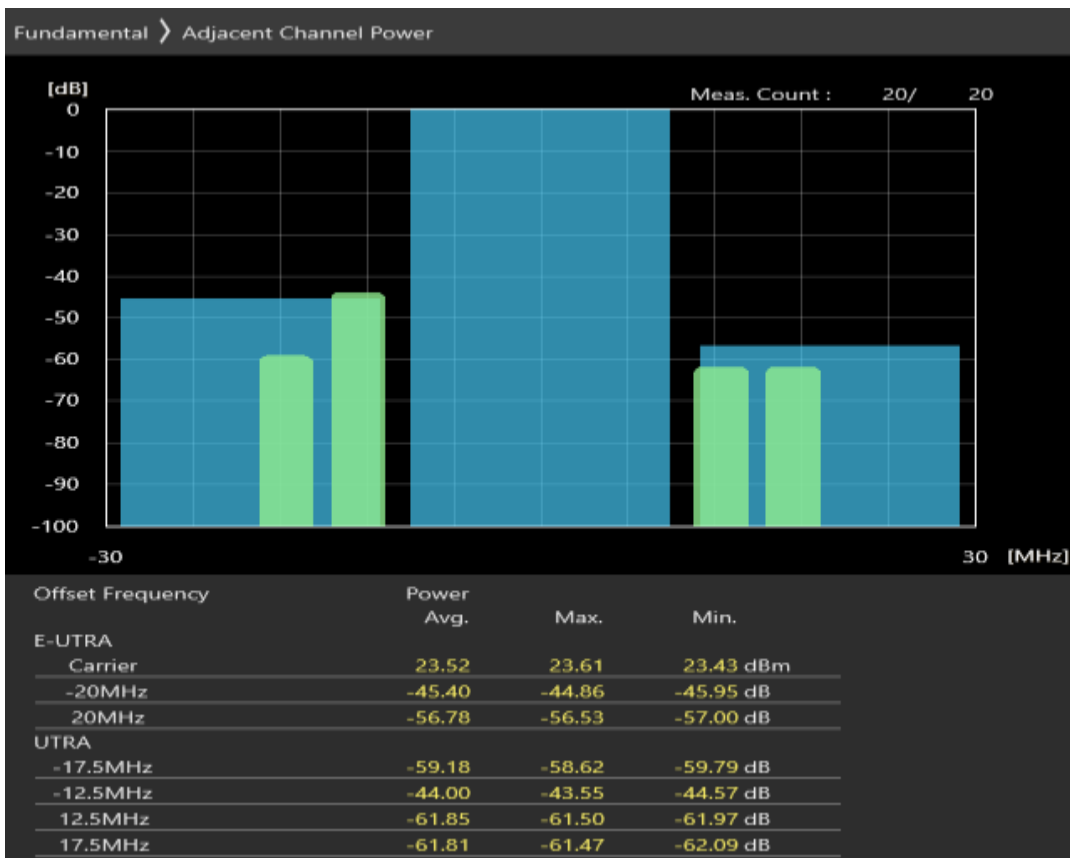 Fundamental ❯ Adjacent Channel Power
[dB]
Meas. Count : 20/ 20
0
-10
-20
-30
-40
-50
-60
-70
-80
-90
-100
-30 30 [MHz]
Offset Frequency Power
Avg. Max. Min.
E-UTRA
Carrier 23.52 23.61 23.43 dBm
-20MHz -45.40 -44.86 -45.95 dB
20MHz -56.78 -56.53 -57.00 dB
UTRA
-17.5MHz -59.18 -58.62 -59.79 dB
-12.5MHz -44.00 -43.55 -44.57 dB
12.5MHz -61.85 -61.50 -61.97 dB
17.5MHz -61.81 -61.47 -62.09 dB